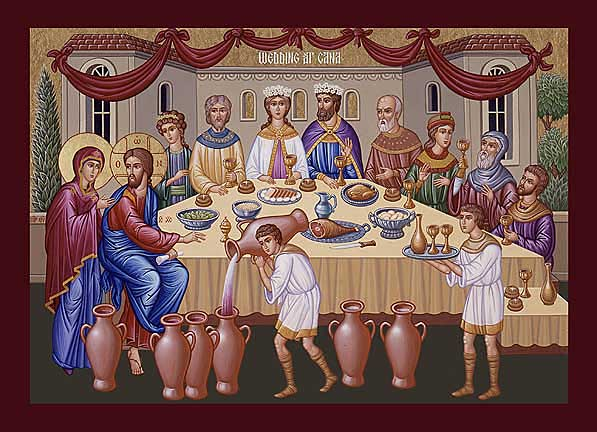 WEDDING AT CANA
Ο Ω Ν